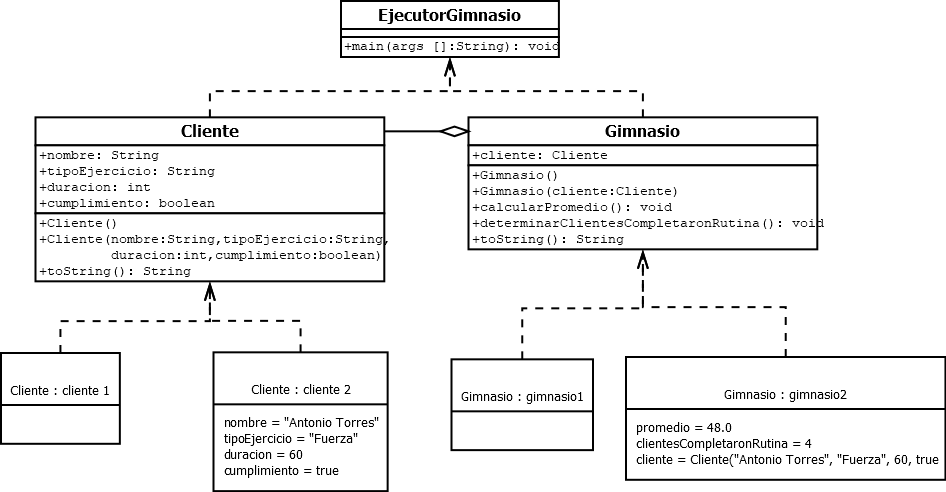 EjecutorGimnasio
+main(args []:String): void
Cliente
+nombre: String
+tipoEjercicio: String
+duracion: int
+cumplimiento: boolean
+Cliente()
+Cliente(nombre:String,tipoEjercicio:String,
duracion:int,cumplimiento:boolean)
+toString(): String
Gimnasio
+cliente: Cliente
+Gimnasio()
+Gimnasio(cliente:Cliente)
+calcularPromedio(): void
+determinarClientesCompletaronRutina(): void
+toString(): String
Cliente : cliente 1
Cliente : cliente 2
nombre = "Antonio Torres"
tipoEjercicio = "Fuerza"
duracion = 60
cumplimiento = true
Gimnasio : gimnasio1
Gimnasio : gimnasio2
promedio = 48.0
clientesCompletaronRutina = 4
cliente = Cliente("Antonio Torres", "Fuerza", 60, true